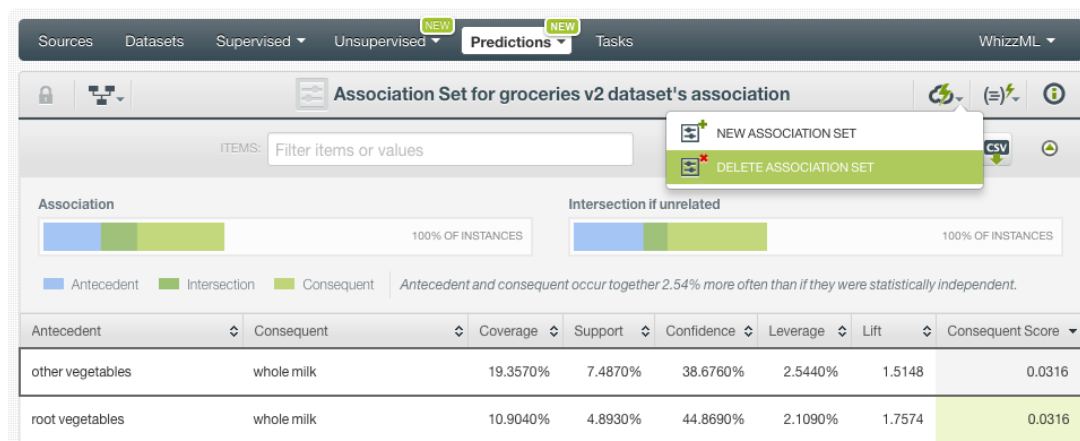 NEW NEW
Sources Datasets Supervised Unsupervised Predictions Tasks WhizzML
Association Set for groceries v2 dataset's association
NEW ASSOCIATION SET
ITEMS: Filter items or values CSV
DELETE ASSOCIATION SET
Association Intersection if unrelated
100% OF INSTANCES 100% OF INSTANCES
Antecedent Intersection Consequent Antecedent and consequent occur together 2.54% more often than if they were statistically independent.
Antecedent Consequent Coverage Support Confidence Leverage Lift Consequent Score
other vegetables whole milk 19.3570% 7.4870% 38.6760% 2.5440% 1.5148 0.0316
root vegetables whole milk 10.9040% 4.8930% 44.8690% 2.1090% 1.7574 0.0316